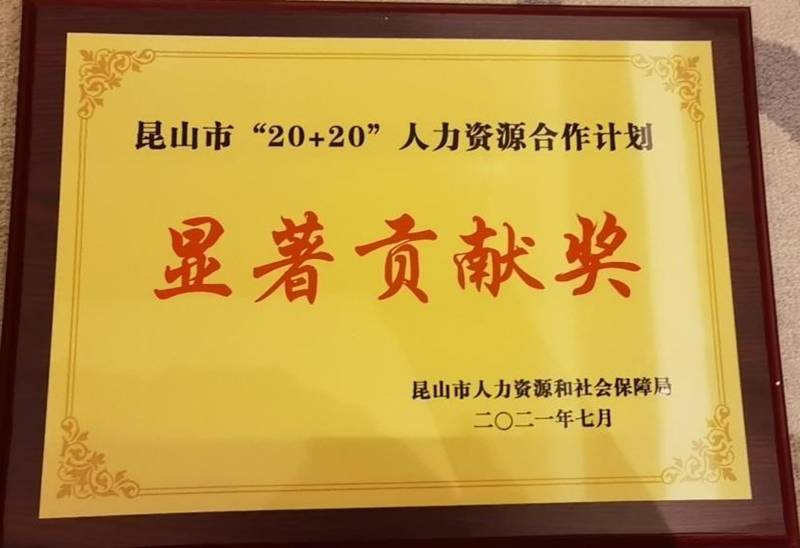 昆山市“20+20”人力资源合作计划
显著贡献奖
昆山市人力资源和社会保障局
二〇二一年七月